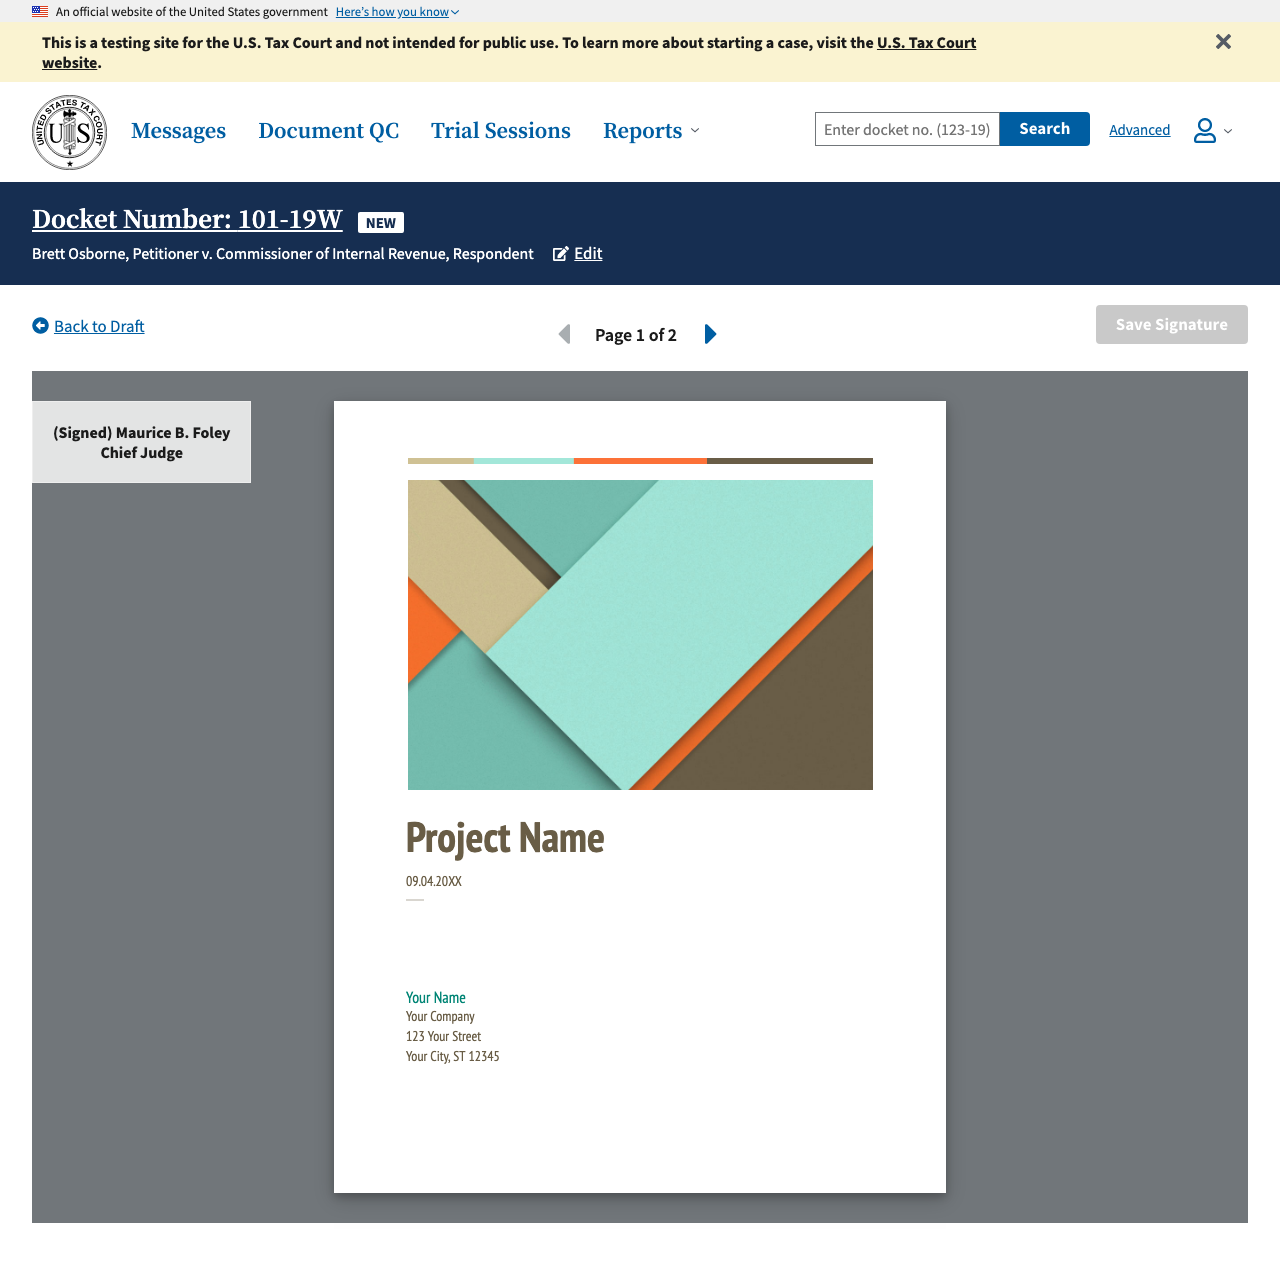 An official website of the United States government Here's how you know
This is a testing site for the U.S. Tax Court and not intended for public use. To learn more about starting a case, visit the U.S. Tax Court
website.
UNITED STATES TAX COURT
US
Messages Document QC Trial Sessions Reports Enter docket no. (123-19) Search Advanced
Docket Number: 101-19W NEW
Brett Osborne, Petitioner v. Commissioner of Internal Revenue, Respondent Edit
Back to Draft Page 1 of 2 Save Signature
(Signed) Maurice B. Foley
Chief Judge
Project Name
09.04.20XX
Your Name
Your Company
123 Your Street
Your City, ST 12345